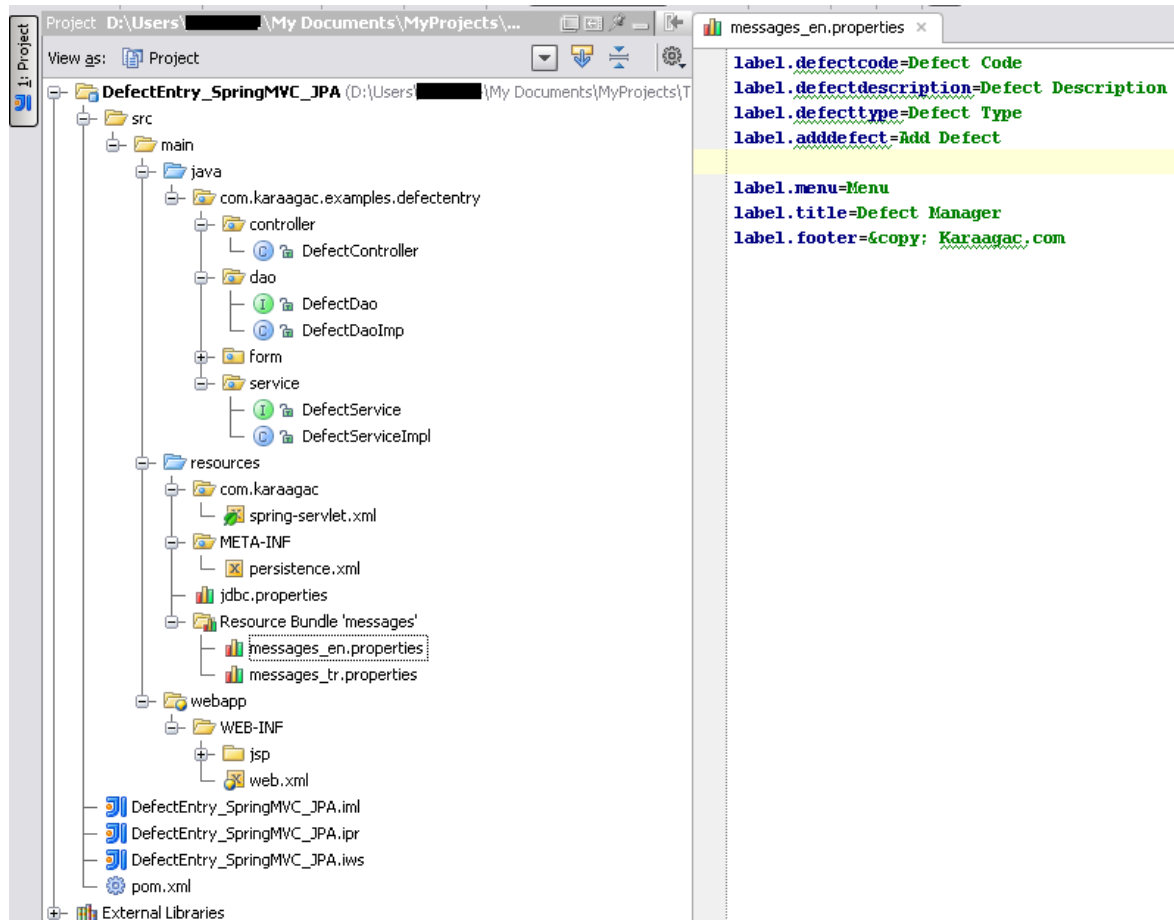 1: Project
Project D:\Users\ \My Documents\MyProjects\...
View as: Project
DefectEntry_SpringMVC_JPA (D:\Users\ \My Documents\MyProjects\T
src
main
java
com.karaagac.examples.defectentry
controller
DefectController
dao
DefectDao
DefectDaoImp
form
service
DefectService
DefectServiceImpl
resources
com.karaagac
spring-servlet.xml
META-INF
persistence.xml
jdbc.properties
Resource Bundle 'messages'
messages_en.properties
messages_tr.properties
webapp
WEB-INF
jsp
web.xml
DefectEntry_SpringMVC_JPA.iml
DefectEntry_SpringMVC_JPA.ipr
DefectEntry_SpringMVC_JPA.iws
pom.xml
External Libraries
messages_en.properties
label.defectcode=Defect Code
label.defectdescription=Defect Description
label.defecttype=Defect Type
label.adddefect=Add Defect
label.menu=Menu
label.title=Defect Manager
label.footer=&copy; Karaagac.com